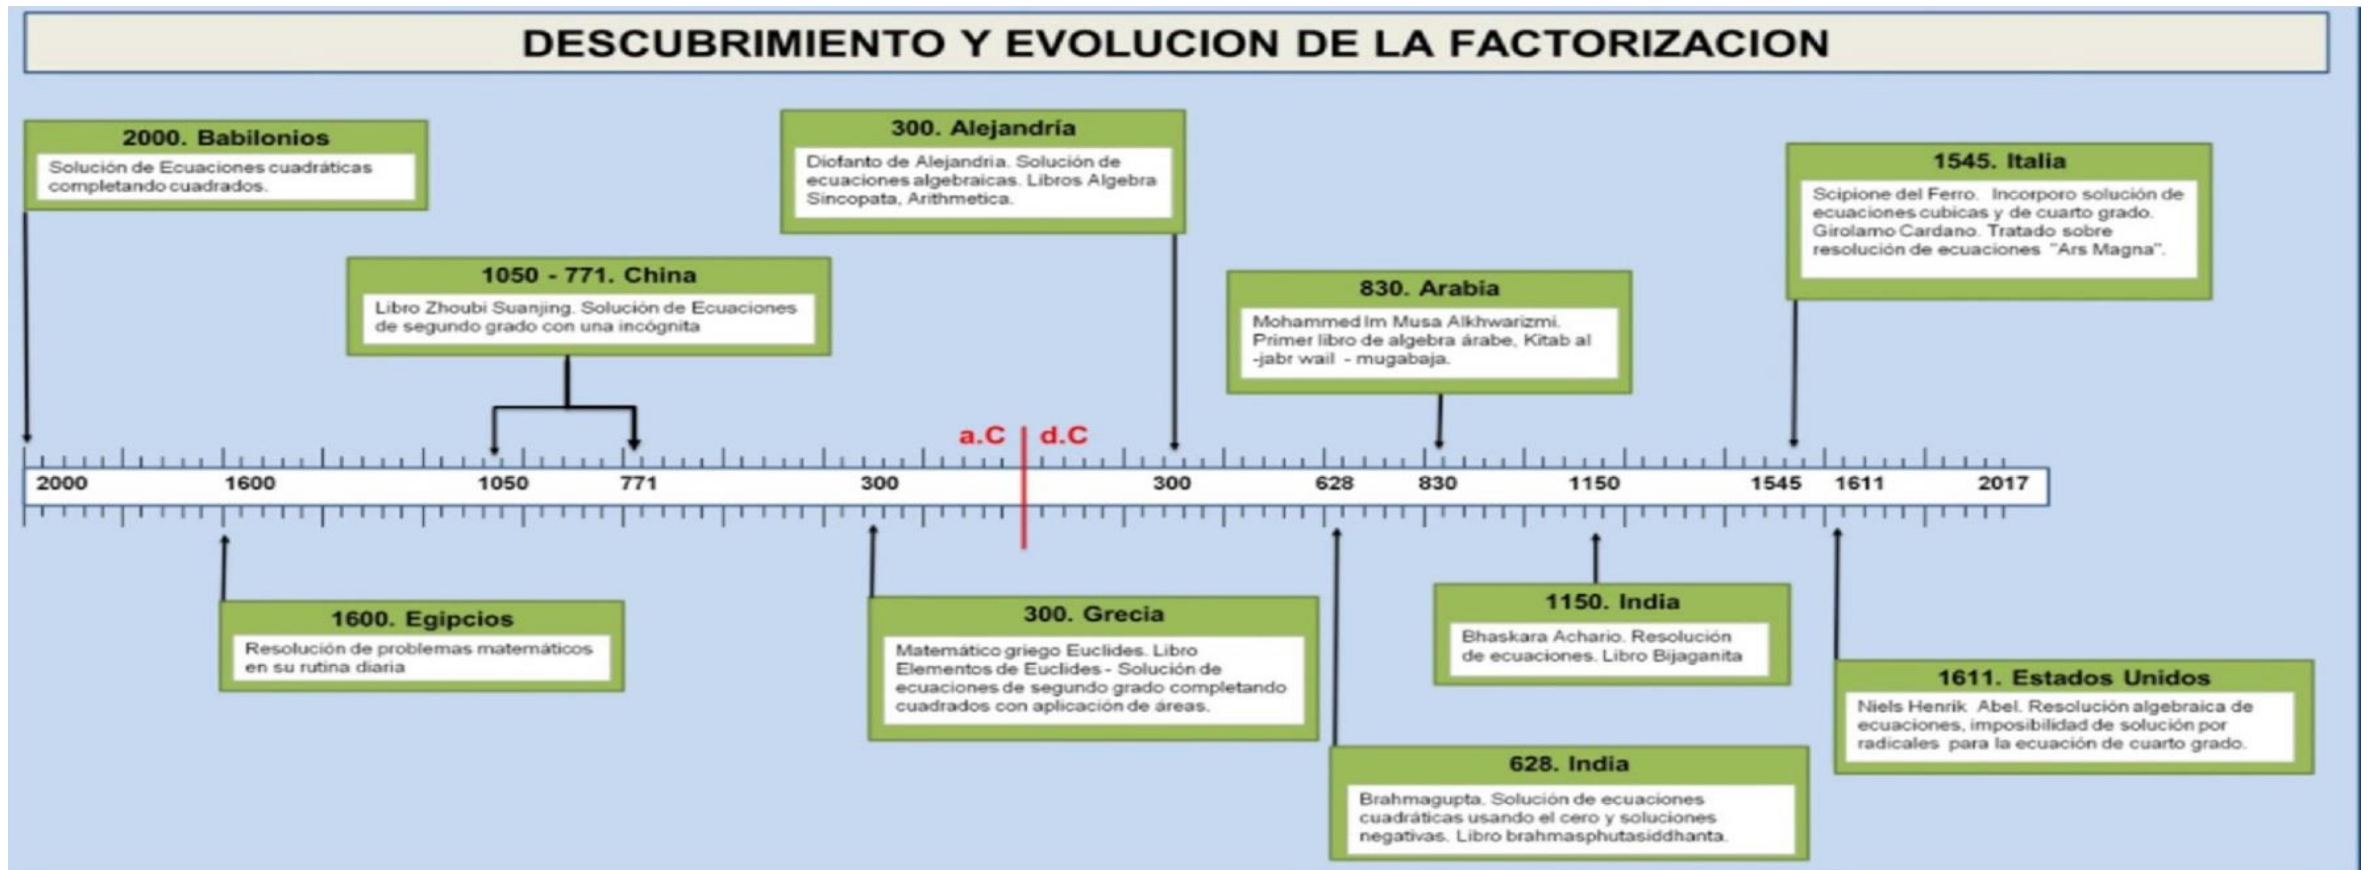 DESCUBRIMIENTO Y EVOLUCION DE LA FACTORIZACION
2000. Babilonios
Solución de Ecuaciones cuadráticas
completando cuadrados.
1050 - 771. China
Libro Zhoubi Suanjing. Solución de Ecuaciones
de segundo grado con una incógnita
300. Alejandría
Diofanto de Alejandria. Solución de
ecuaciones algebraicas. Libros Algebra
Sincopata, Arithmetica.
830. Arabia
Mohammed Im Musa Alkhwarizmi.
Primer libro de algebra árabe, Kitab al
-jabr wail - mugabaja.
1545. Italia
Scipione del Ferro. Incorporo solución de
ecuaciones cubicas y de cuarto grado.
Girolamo Cardano. Tratado sobre
resolución de ecuaciones "Ars Magna".
a.C d.C
2000 1600 1050 771 300 300 628 830 1150 1545 1611 2017
1600. Egipcios
Resolución de problemas matemáticos
en su rutina diaria
300. Grecia
Matemático griego Euclides. Libro
Elementos de Euclides - Solución de
ecuaciones de segundo grado completando
cuadrados con aplicación de áreas.
628. India
Brahmagupta. Solución de ecuaciones
cuadráticas usando el cero y soluciones
negativas. Libro brahmasphutasiddhanta.
1150. India
Bhaskara Achario. Resolución
de ecuaciones. Libro Bijaganita
1611. Estados Unidos
Niels Henrik Abel. Resolución algebraica de
ecuaciones, imposibilidad de solución por
radicales para la ecuación de cuarto grado.